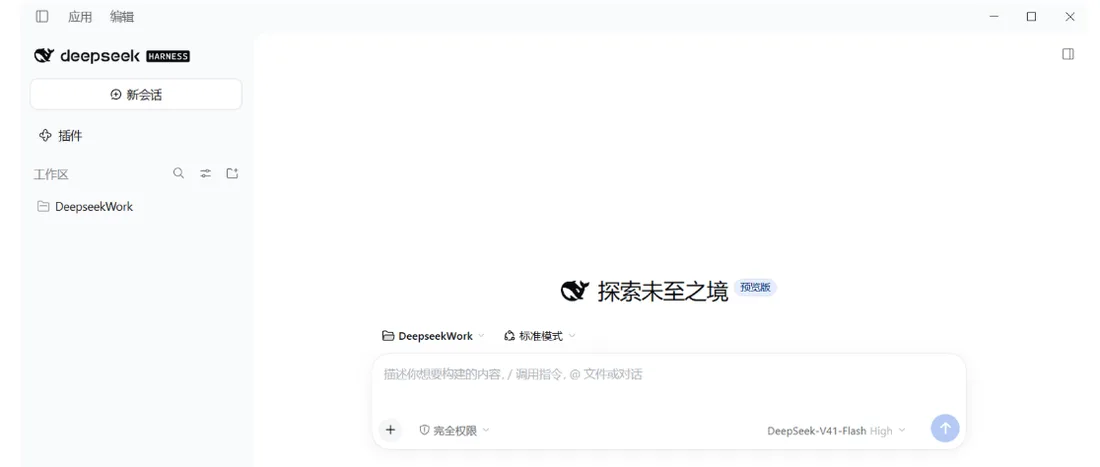 应用 编辑
deepseek HARNESS
新会话
插件
工作区
DeepseekWork
探索未至之境 预览版
DeepseekWork 标准模式
描述你想要构建的内容, / 调用指令, @ 文件或对话
完全权限 DeepSeek-V41-Flash High